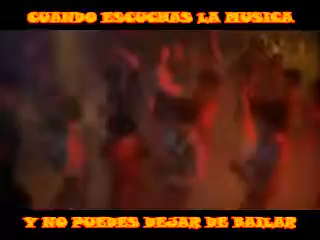 CUANDO ESCUCHAS LA MUSICA
Y NO PUEDES DEJAR DE BAILAR